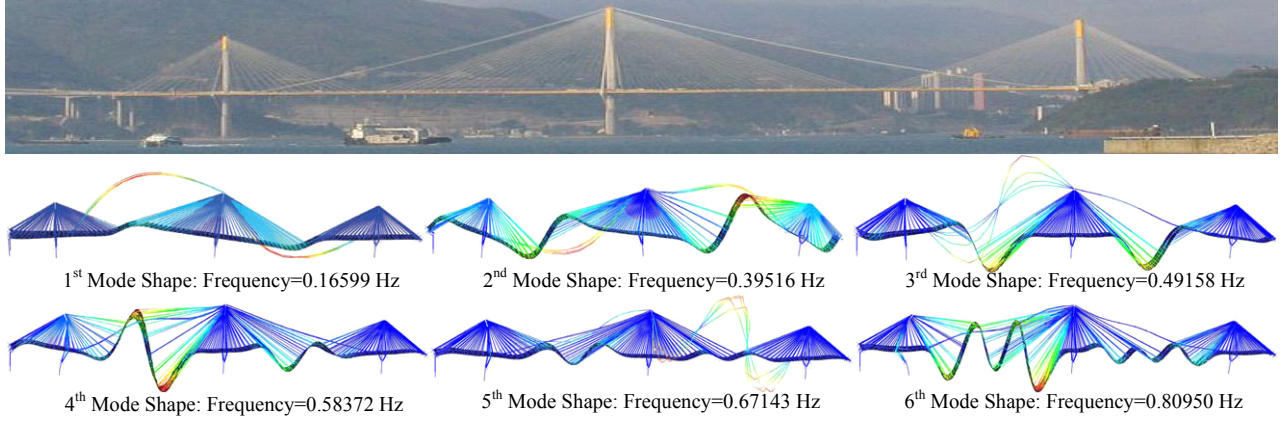 1st Mode Shape: Frequency=0.16599 Hz
2nd Mode Shape: Frequency=0.39516 Hz
3rd Mode Shape: Frequency=0.49158 Hz
4th Mode Shape: Frequency=0.58372 Hz
5th Mode Shape: Frequency=0.67143 Hz
6th Mode Shape: Frequency=0.80950 Hz